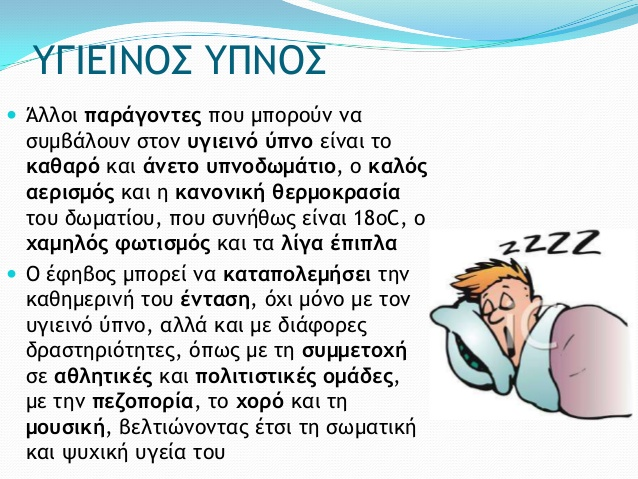 ΥΓΙΕΙΝΟΣ ΥΠΝΟΣ
Άλλοι παράγοντες που μπορούν να
συμβάλουν στον υγιεινό ύπνο είναι το
καθαρό και άνετο υπνοδωμάτιο, ο καλός
αερισμός και η κανονική θερμοκρασία
του δωματίου, που συνήθως είναι 18οC, ο
χαμηλός φωτισμός και τα λίγα έπιπλα
Ο έφηβος μπορεί να καταπολεμήσει την
καθημερινή του ένταση, όχι μόνο με τον
υγιεινό ύπνο, αλλά και με διάφορες
δραστηριότητες, όπως με τη συμμετοχή
σε αθλητικές και πολιτιστικές ομάδες,
με την πεζοπορία, το χορό και τη
μουσική, βελτιώνοντας έτσι τη σωματική
και ψυχική υγεία του
zzzzz